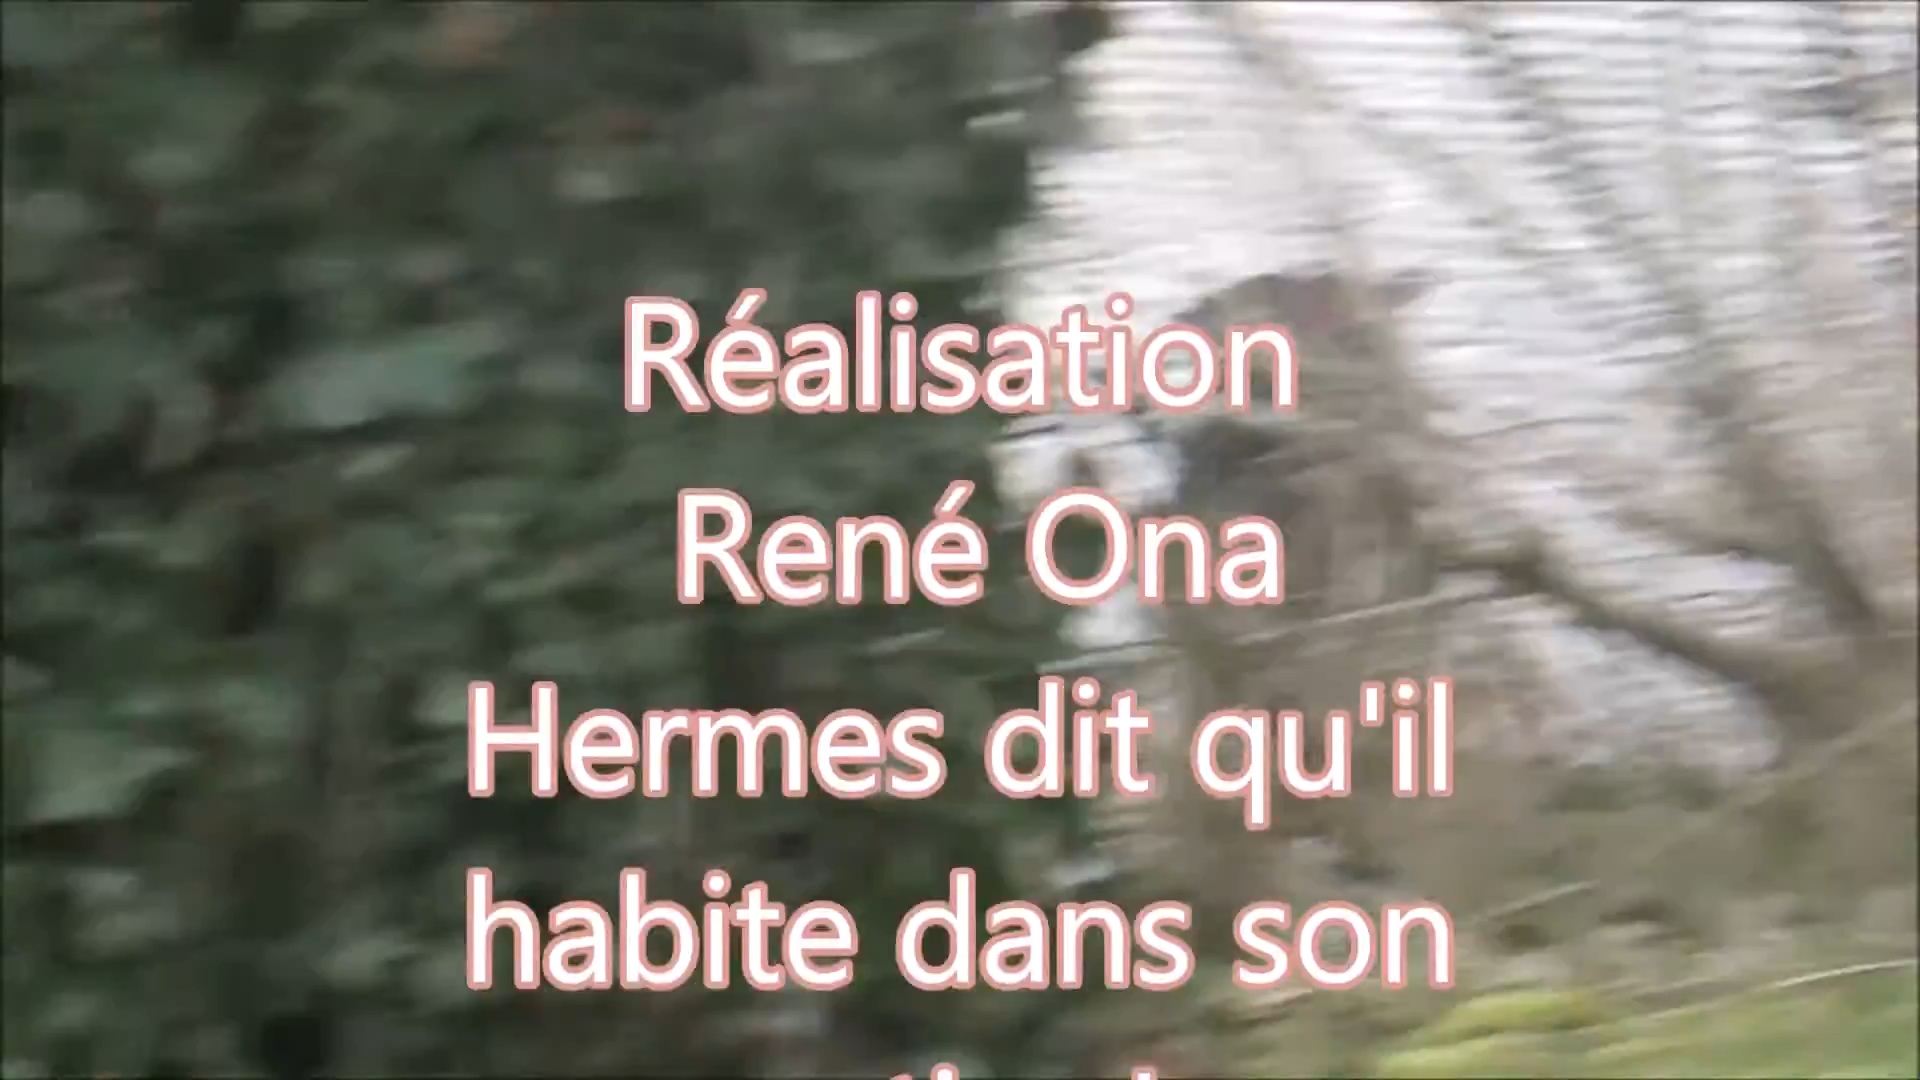 Réalisation
René Ona
Hermes dit qu'il
habite dans son